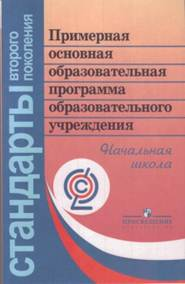 стандарты
второго
поколения
Примерная
основная
образовательная
программа
образовательного
учреждения
Начальная
школа
ПРОСВЕЩЕНИЕ